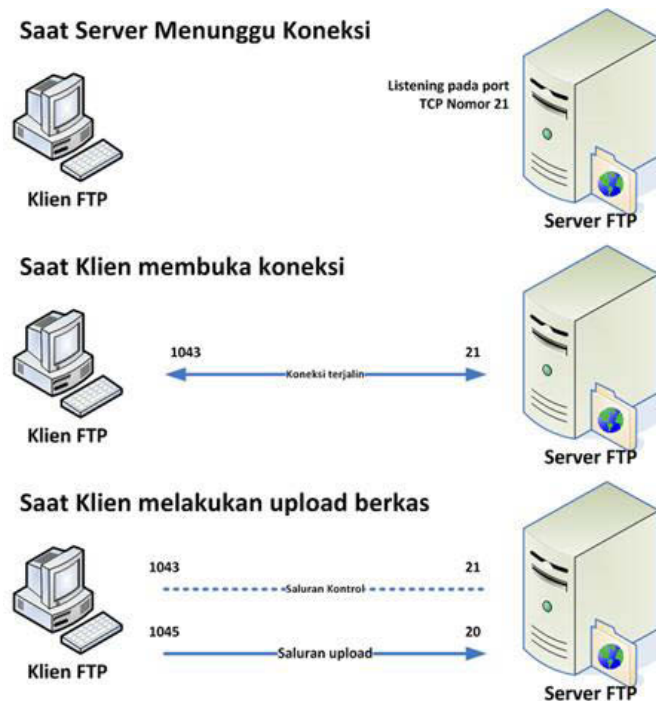 Saat Server Menunggu Koneksi
Listening pada port
TCP Nomor 21
Klien FTP
Server FTP
Saat Klien membuka koneksi
1043
21
Koneksi terjalin
Klien FTP
Server FTP
Saat Klien melakukan upload berkas
1043
21
Saluran Kontrol
1045
20
Saluran upload
Klien FTP
Server FTP